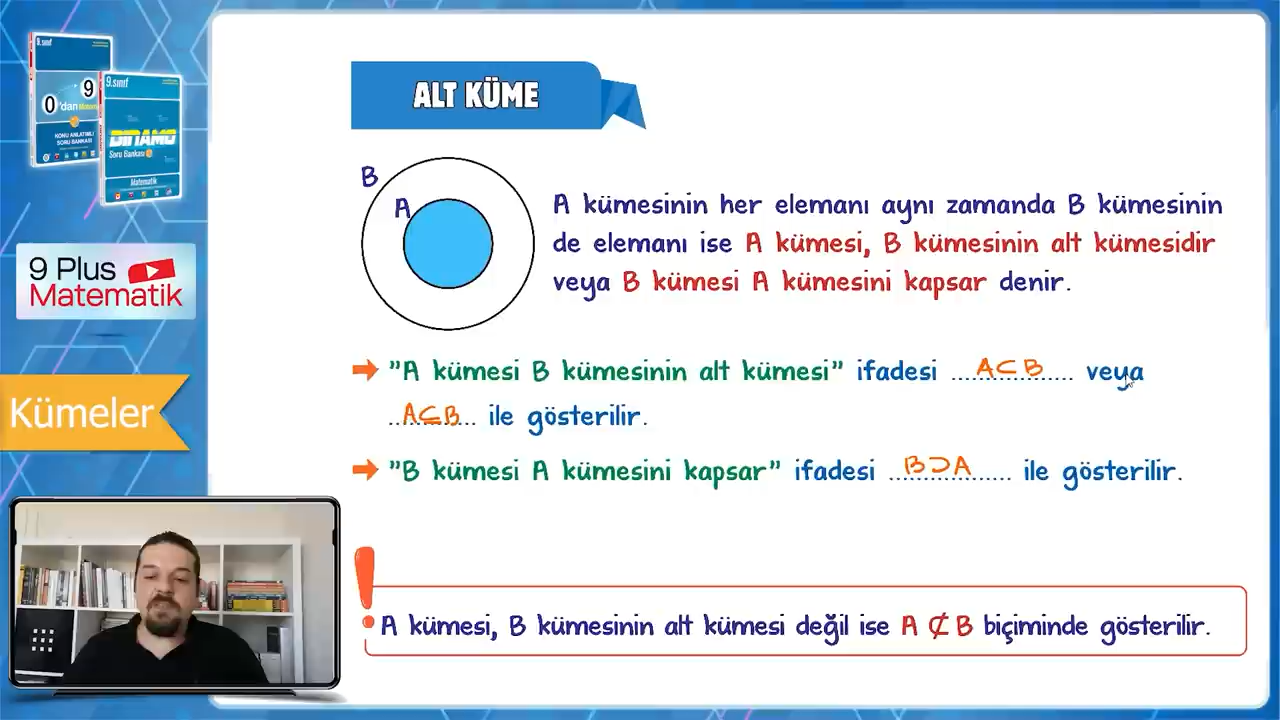 9.sınıf
0'dan 9
KONU ANLATIMLI
SORU BANKASI
9.sınıf
DİNAMO
Soru Bankası
Matematik
9 Plus
Matematik
Kümeler
ALT KÜME
B
A
A kümesinin her elemanı aynı zamanda B kümesinin
de elemanı ise A kümesi, B kümesinin alt kümesidir
veya B kümesi A kümesini kapsar denir.
"A kümesi B kümesinin alt kümesi" ifadesi A⊂B veya
A⊆B ile gösterilir.
"B kümesi A kümesini kapsar" ifadesi B⊃A ile gösterilir.
!
A kümesi, B kümesinin alt kümesi değil ise A ⊄ B biçiminde gösterilir.